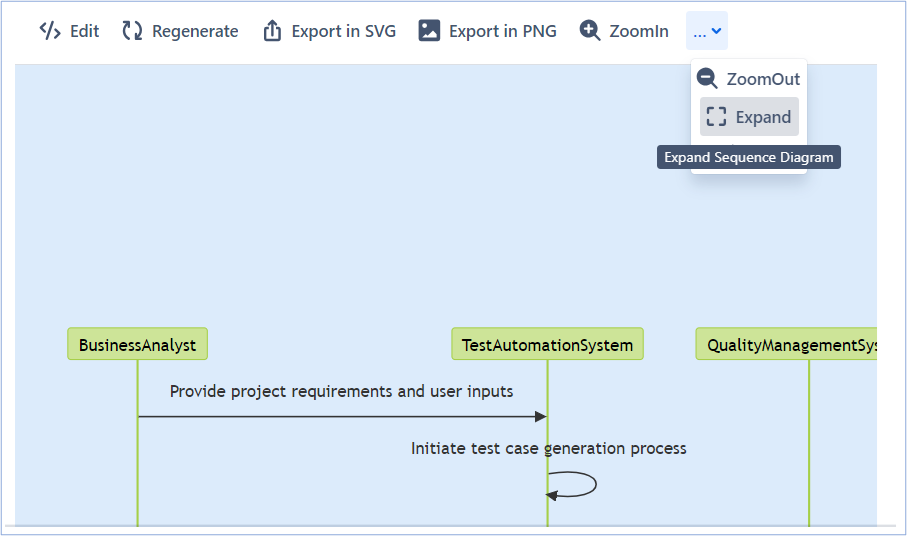 Edit Regenerate Export in SVG Export in PNG ZoomIn ...
ZoomOut
Expand
Expand Sequence Diagram
BusinessAnalyst TestAutomationSystem QualityManagementSys
Provide project requirements and user inputs
Initiate test case generation process